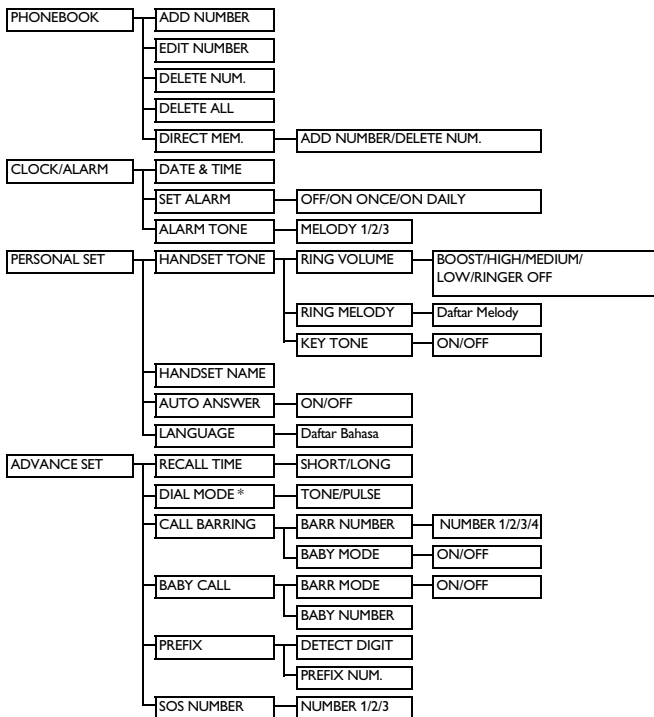 PHONEBOOK ADD NUMBER
EDIT NUMBER
DELETE NUM.
DELETE ALL
DIRECT MEM. ADD NUMBER/DELETE NUM.
CLOCK/ALARM DATE & TIME
SET ALARM OFF/ON ONCE/ON DAILY
ALARM TONE MELODY 1/2/3
PERSONAL SET HANDSET TONE RING VOLUME BOOST/HIGH/MEDIUM/
LOW/RINGER OFF
RING MELODY Daftar Melody
KEY TONE ON/OFF
HANDSET NAME
AUTO ANSWER ON/OFF
LANGUAGE Daftar Bahasa
ADVANCE SET RECALL TIME SHORT/LONG
DIAL MODE * TONE/PULSE
CALL BARRING BARR NUMBER NUMBER 1/2/3/4
BABY MODE ON/OFF
BABY CALL BARR MODE ON/OFF
BABY NUMBER
PREFIX DETECT DIGIT
PREFIX NUM.
SOS NUMBER NUMBER 1/2/3